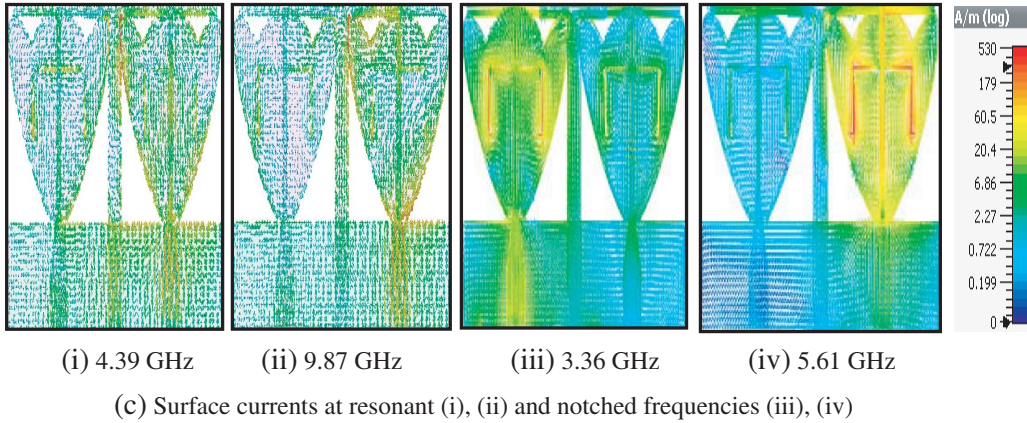 A/m (log)
530
179
60.5
20.4
6.86
2.27
0.722
0.199
0
(i) 4.39 GHz
(ii) 9.87 GHz
(iii) 3.36 GHz
(iv) 5.61 GHz
(c) Surface currents at resonant (i), (ii) and notched frequencies (iii), (iv)